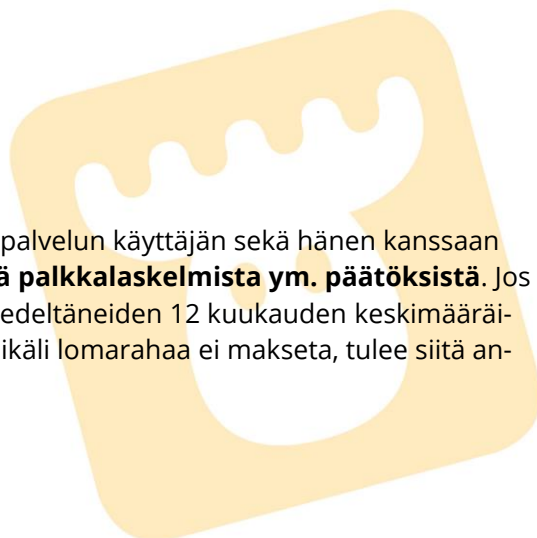 palvelun käyttäjän sekä hänen kanssaan
ä palkkalaskelmista ym. päätöksistä. Jos
edeltäneiden 12 kuukauden keskimääräi-
ikäli lomarahaa ei makseta, tulee siitä an-